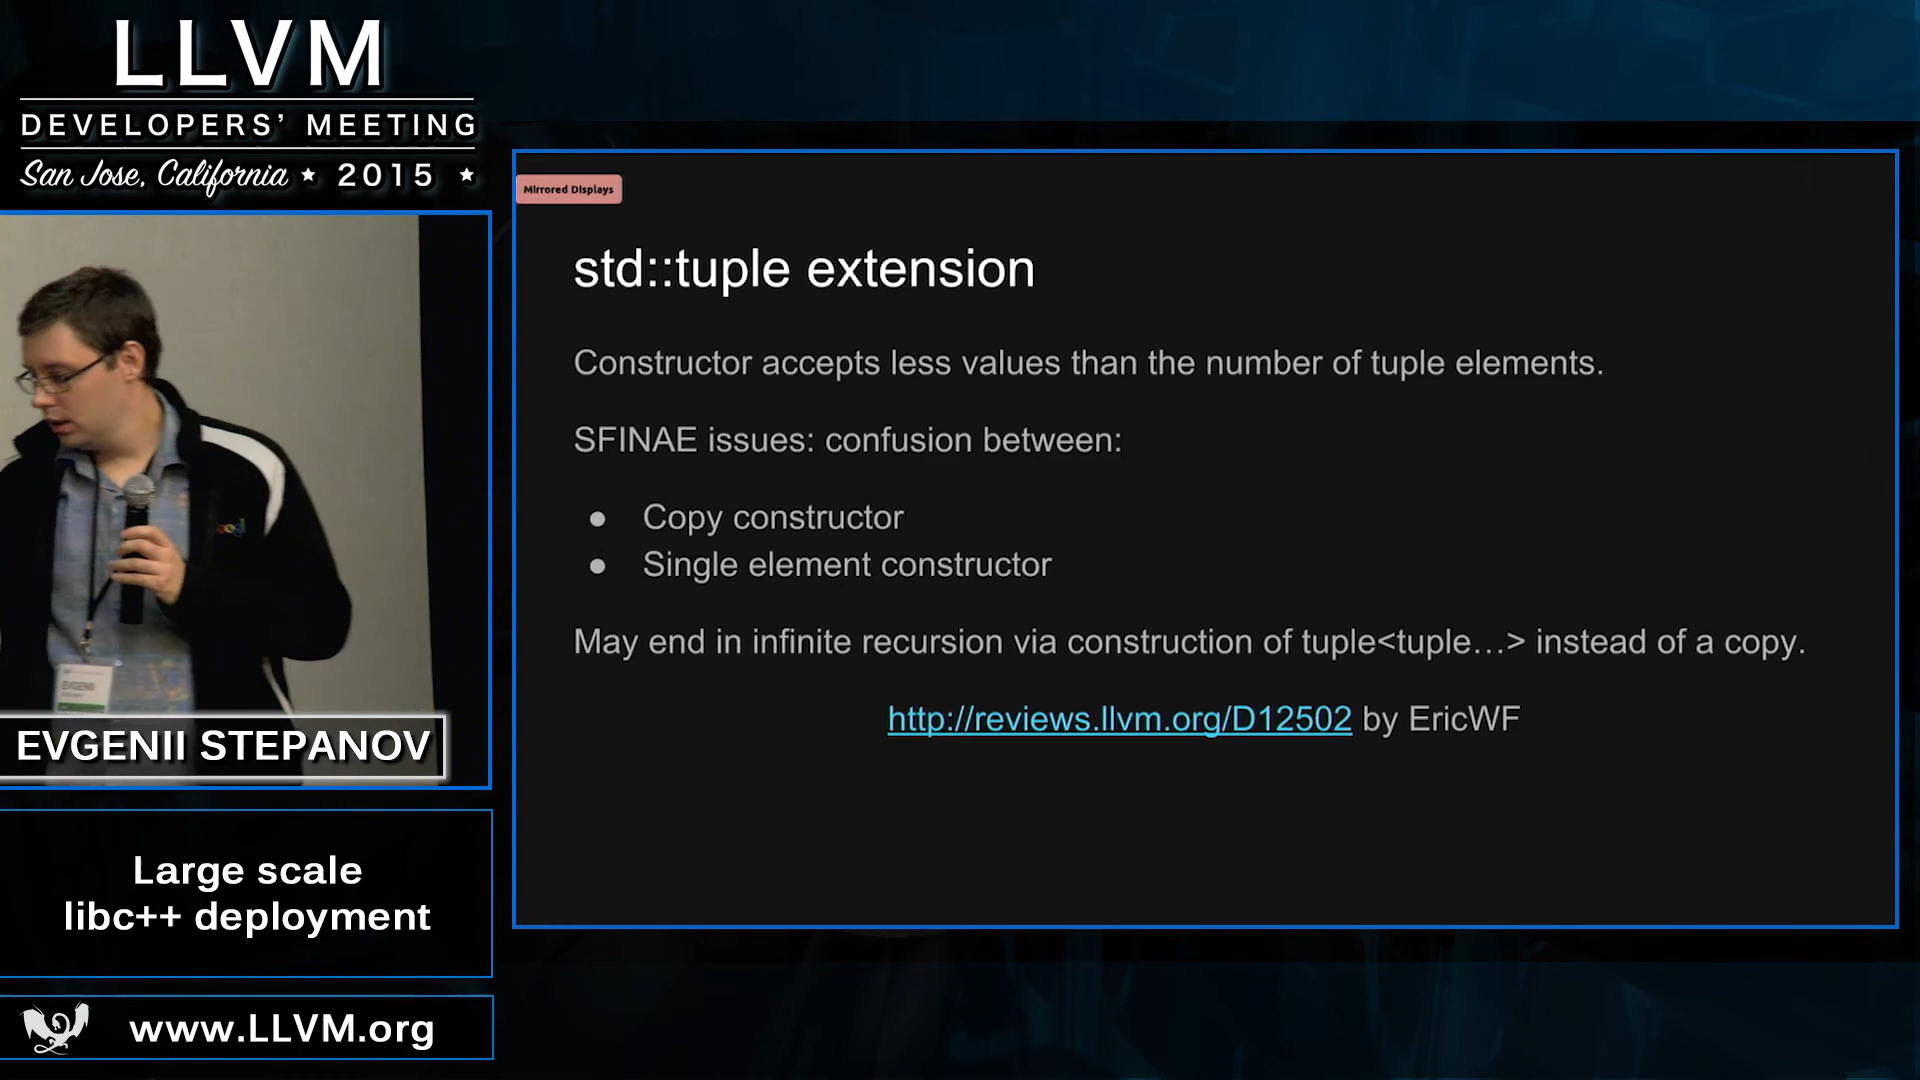 LLVM
DEVELOPERS' MEETING
San Jose, California ★ 2015 ★
Mirrored Displays
std::tuple extension
Constructor accepts less values than the number of tuple elements.
SFINAE issues: confusion between:
● Copy constructor
● Single element constructor
May end in infinite recursion via construction of tuple<tuple…> instead of a copy.
http://reviews.llvm.org/D12502 by EricWF
EVGENII
EVGENII STEPANOV
Large scale
libc++ deployment
www.LLVM.org